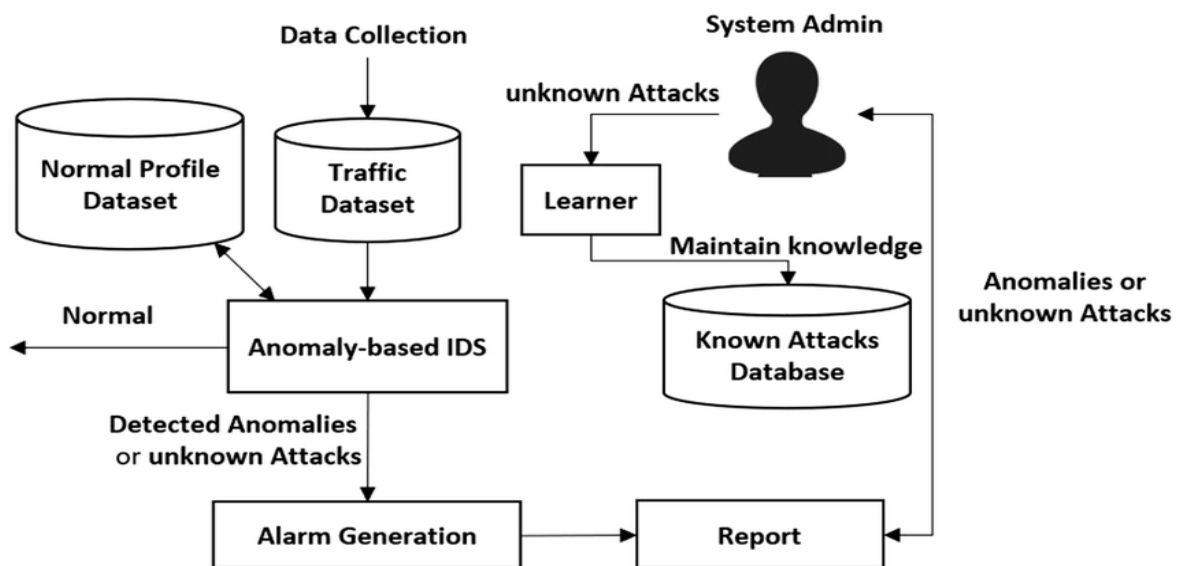 Data Collection
System Admin
unknown Attacks
Normal Profile
Dataset
Traffic
Dataset
Learner
Maintain knowledge
Anomalies or
unknown Attacks
Normal
Anomaly-based IDS
Known Attacks
Database
Detected Anomalies
or unknown Attacks
Alarm Generation
Report